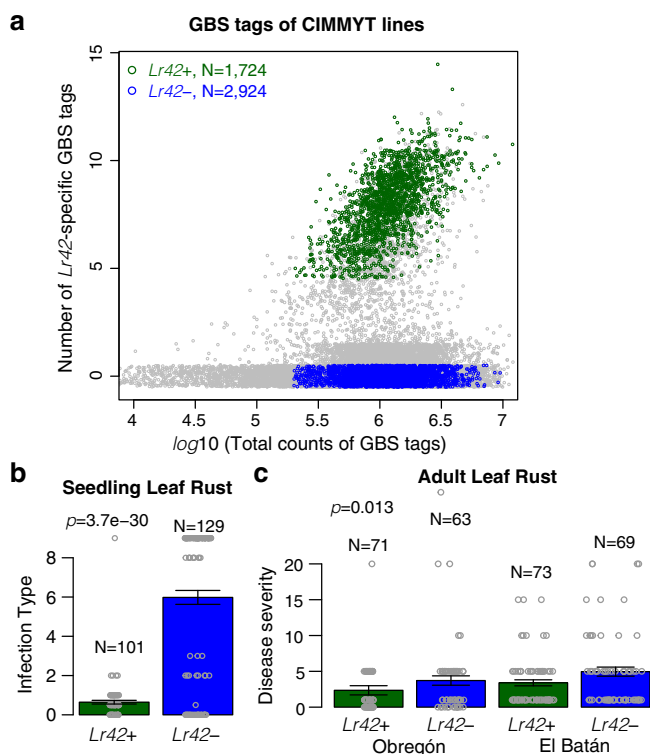 a
GBS tags of CIMMYT lines
Lr42+, N=1,724
Lr42−, N=2,924
Number of Lr42-specific GBS tags
15
10
5
0
4 4.5 5 5.5 6 6.5 7
log10 (Total counts of GBS tags)
b
Seedling Leaf Rust
p=3.7e−30
N=129
N=101
Infection Type
8
6
4
2
0
Lr42+ Lr42−
c
Adult Leaf Rust
p=0.013
N=71
N=63
N=73
N=69
Disease severity
20
15
10
5
0
Lr42+ Lr42− Lr42+ Lr42−
Obregón El Batán